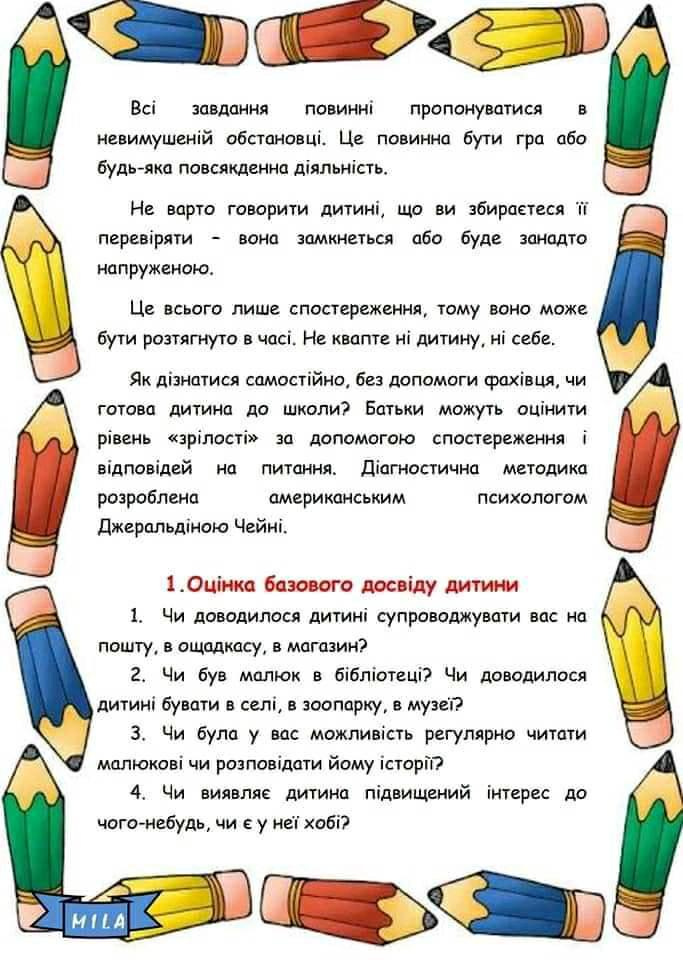 Всі завдання повинні пропонуватися в
невимушеній обстановці. Це повинна бути гра або
будь-яка повсякденна діяльність.
Не варто говорити дитині, що ви збираєтеся її
перевіряти – вона замкнеться або буде занадто
напруженою.
Це всього лише спостереження, тому воно може
бути розтягнуто в часі. Не квапте ні дитину, ні себе.
Як дізнатися самостійно, без допомоги фахівця, чи
готова дитина до школи? Батьки можуть оцінити
рівень «зрілості» за допомогою спостереження і
відповідей на питання. Діагностична методика
розроблена американським психологом
Джеральдіною Чейні.
1.Оцінка базового досвіду дитини
1. Чи доводилося дитині супроводжувати вас на
пошту, в ощадкасу, в магазин?
2. Чи був малюк в бібліотеці? Чи доводилося
дитині бувати в селі, в зоопарку, в музеї?
3. Чи була у вас можливість регулярно читати
малюкові чи розповідати йому історії?
4. Чи виявляє дитина підвищений інтерес до
чого-небудь, чи є у неї хобі?
MILA